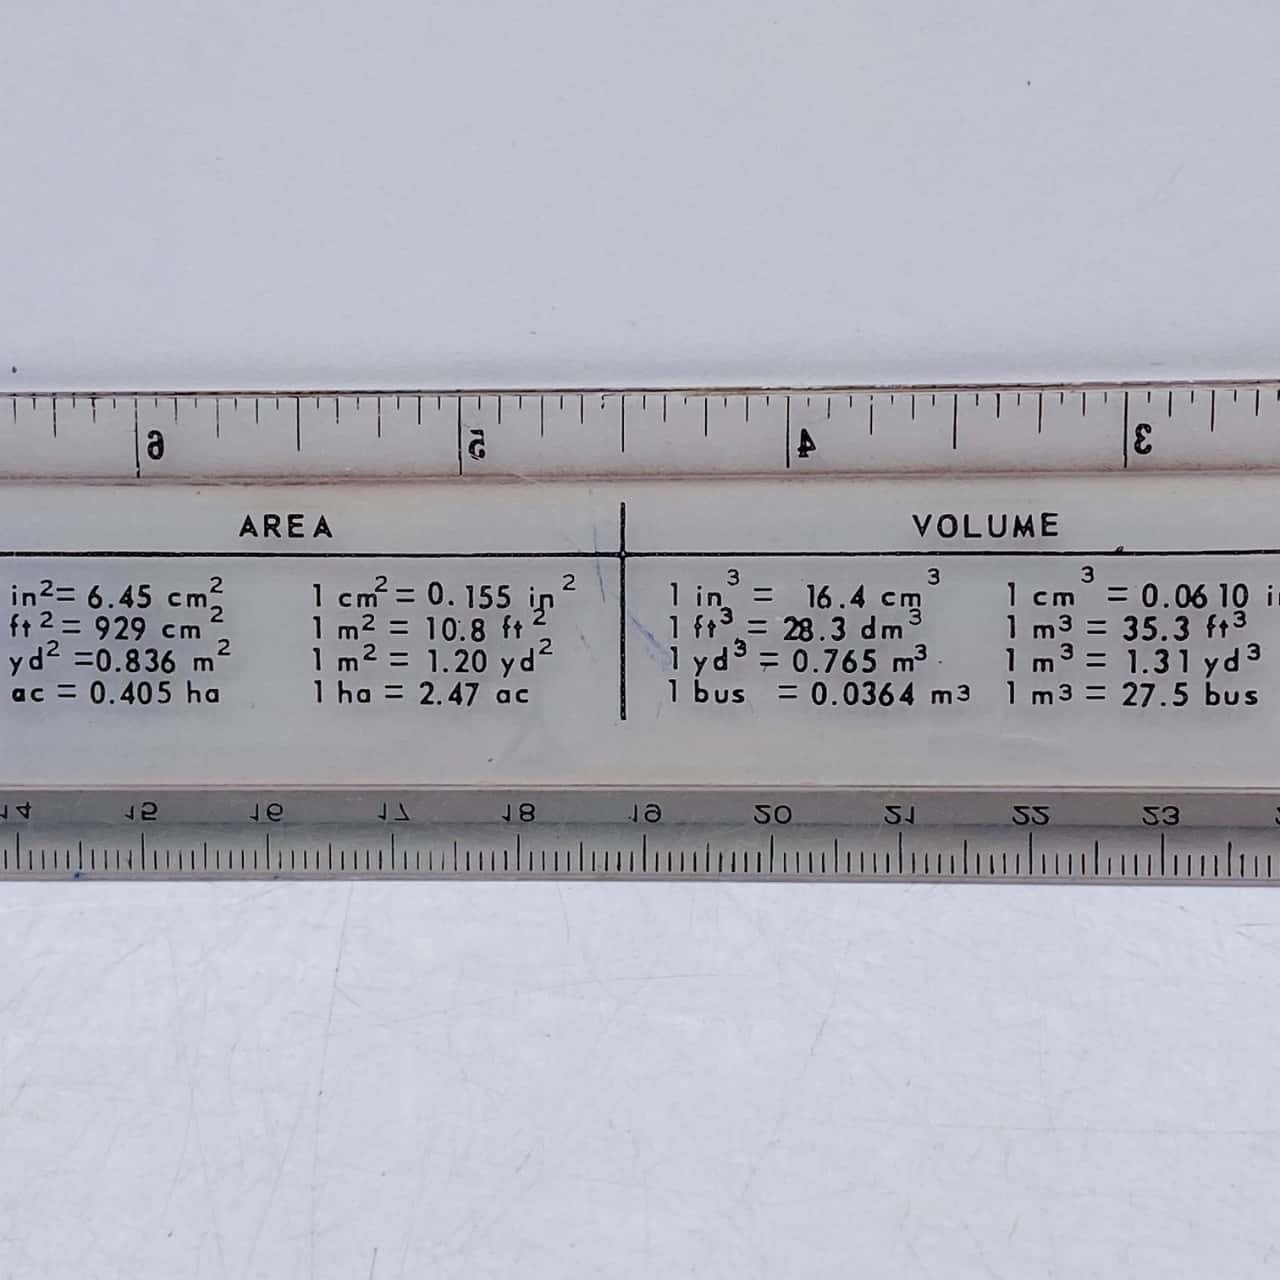 6 5 4 3
AREA VOLUME
in²= 6.45 cm² 1 cm² = 0.155 in² 1 in³ = 16.4 cm³ 1 cm³ = 0.0610
ft² = 929 cm² 1 m² = 10.8 ft² 1 ft³ = 28.3 dm³ 1 m³ = 35.3 ft³
yd² =0.836 m² 1 m² = 1.20 yd² 1 yd³ = 0.765 m³ 1 m³ = 1.31 yd³
ac = 0.405 ha 1 ha = 2.47 ac 1 bus = 0.0364 m³ 1 m³ = 27.5 bus
14 15 16 17 18 19 20 21 22 23